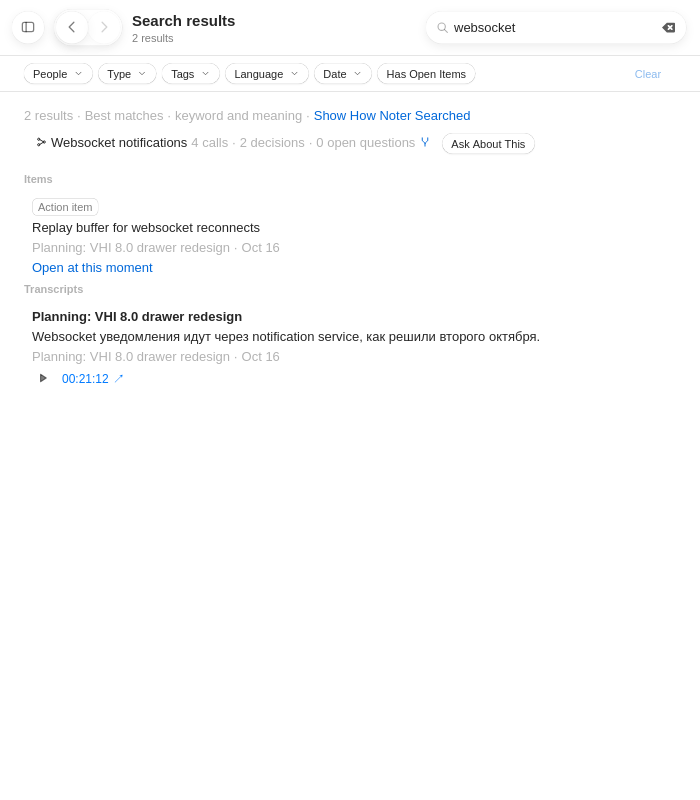 Search results
2 results
websocket
People Type Tags Language Date Has Open Items Clear
2 results · Best matches · keyword and meaning · Show How Noter Searched
Websocket notifications 4 calls · 2 decisions · 0 open questions Ask About This
Items
Action item
Replay buffer for websocket reconnects
Planning: VHI 8.0 drawer redesign · Oct 16
Open at this moment
Transcripts
Planning: VHI 8.0 drawer redesign
Websocket уведомления идут через notification service, как решили второго октября.
Planning: VHI 8.0 drawer redesign · Oct 16
00:21:12 ↗